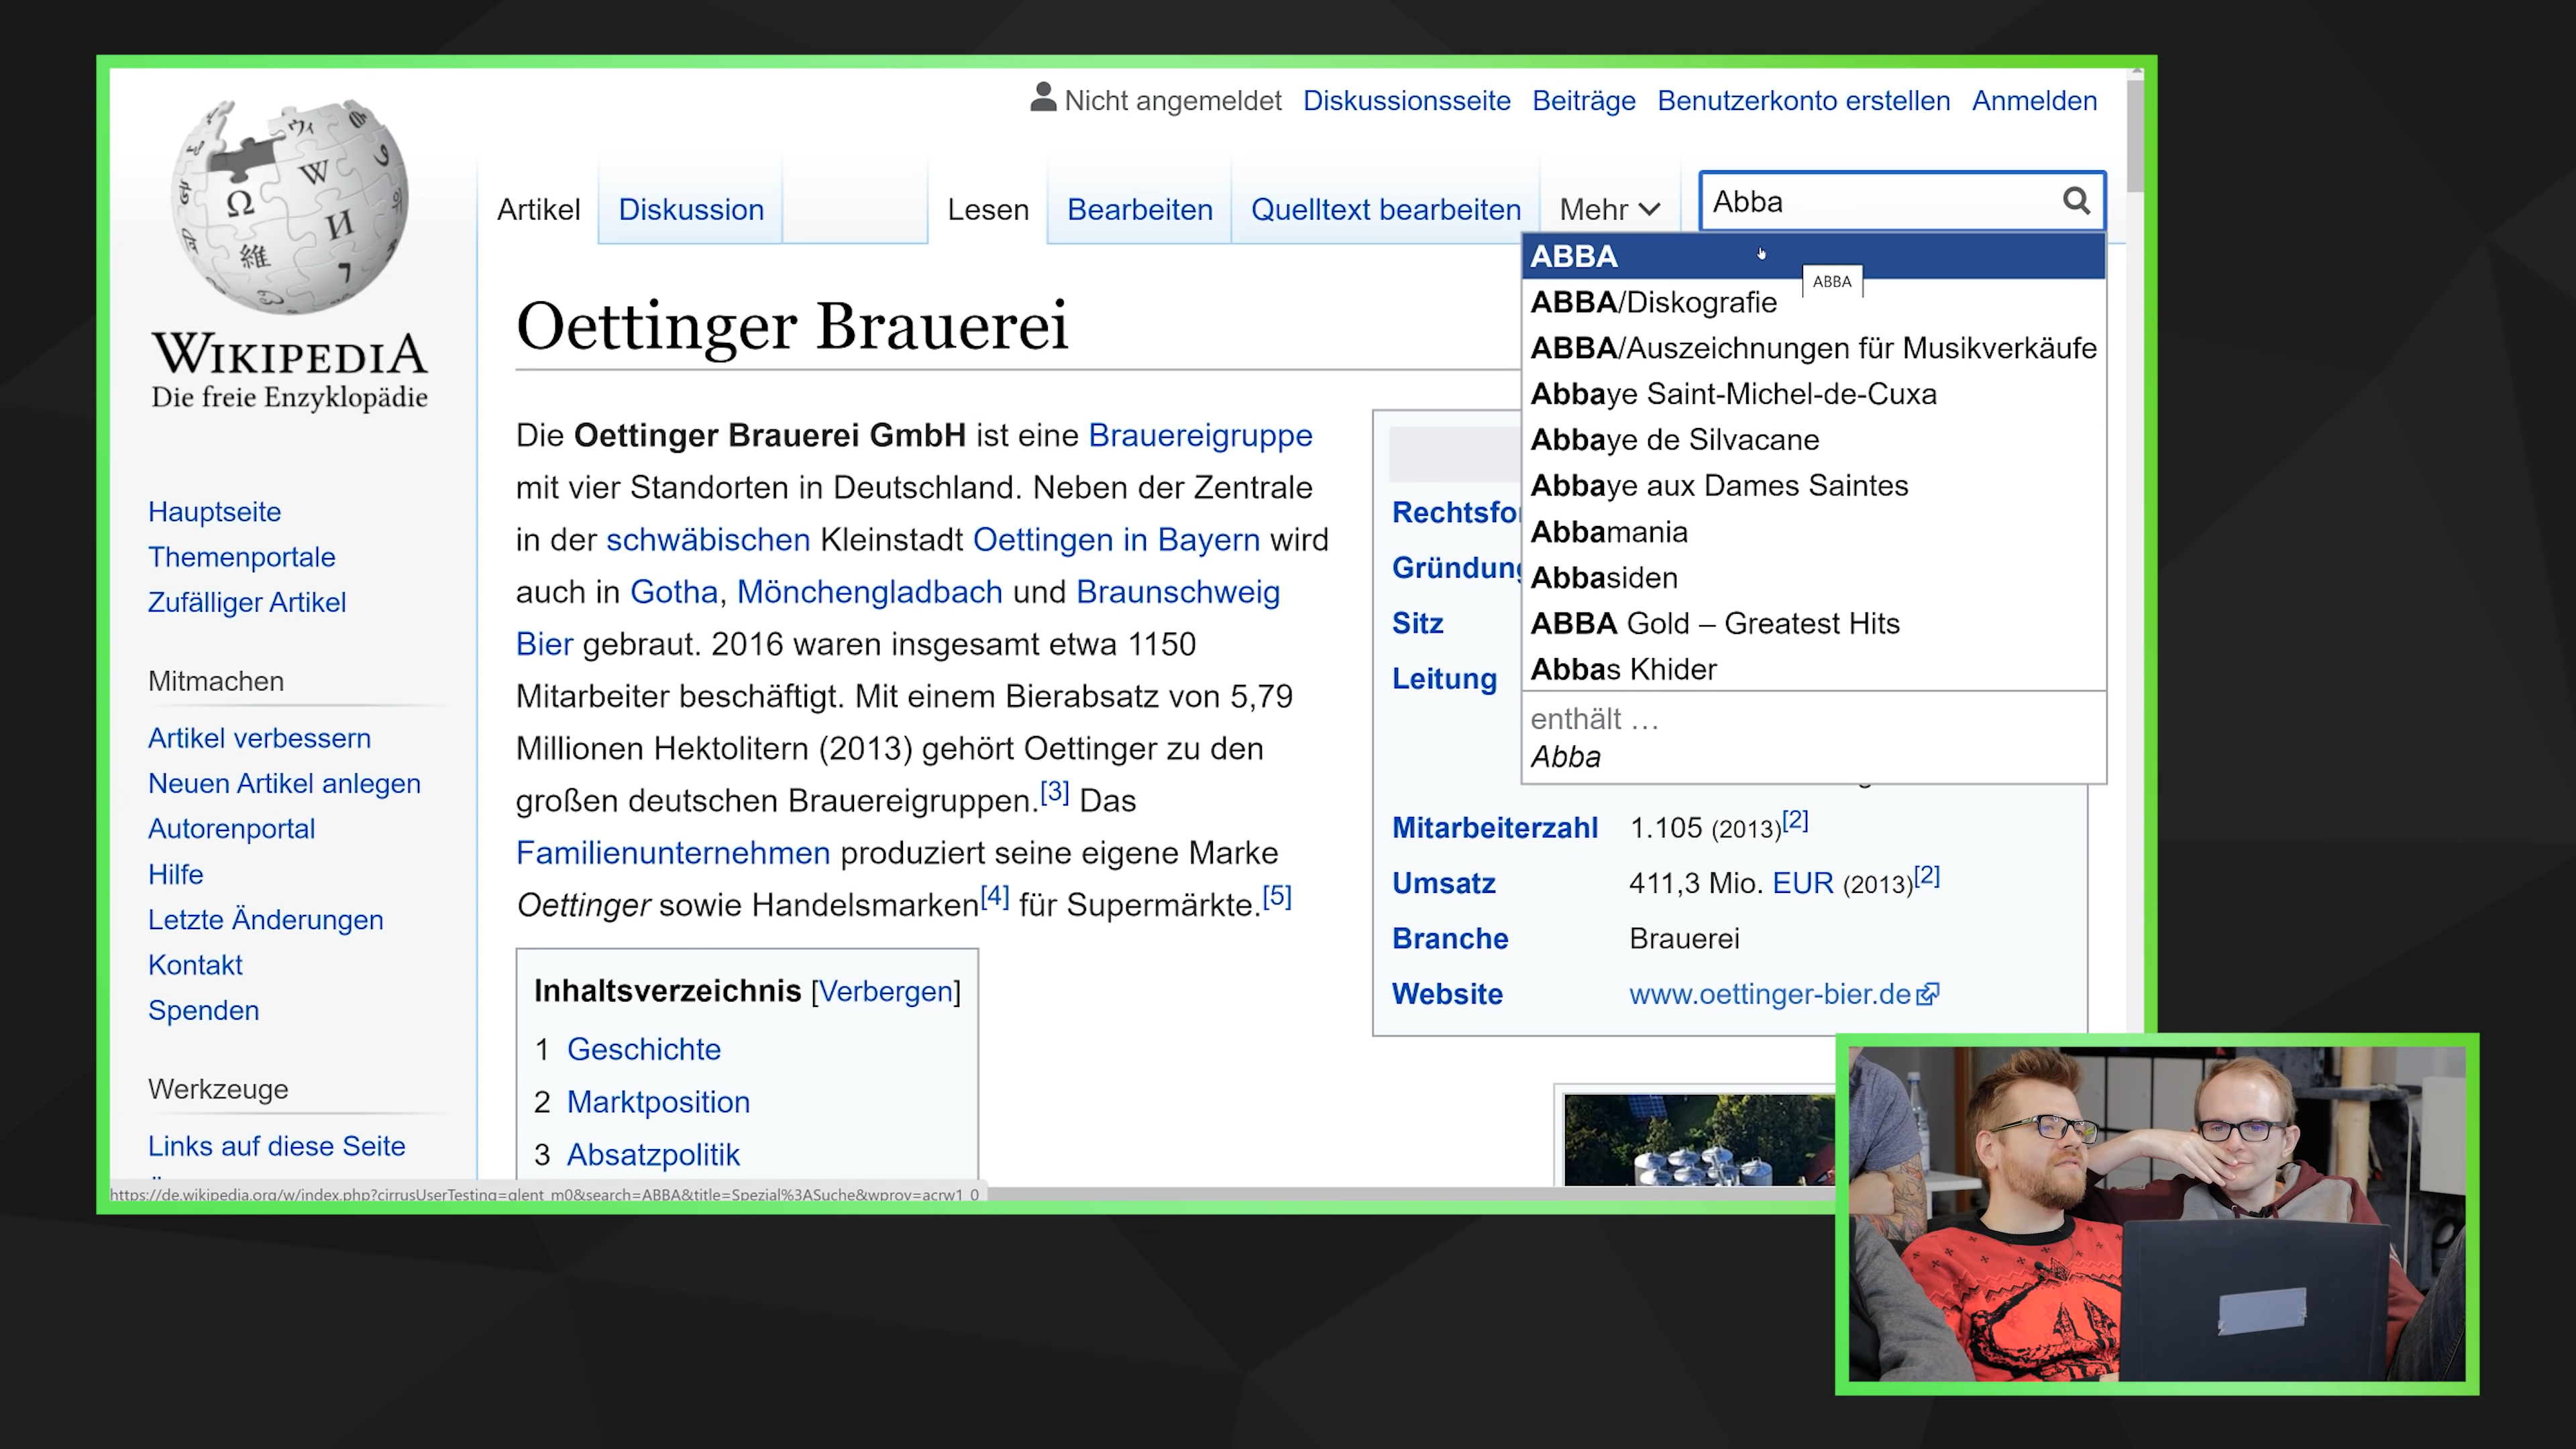 Nicht angemeldet Diskussionsseite Beiträge Benutzerkonto erstellen Anmelden
Artikel Diskussion Lesen Bearbeiten Quelltext bearbeiten Mehr Abba
WIKIPEDIA
Die freie Enzyklopädie
Hauptseite
Themenportale
Zufälliger Artikel
Mitmachen
Artikel verbessern
Neuen Artikel anlegen
Autorenportal
Hilfe
Letzte Änderungen
Kontakt
Spenden
Werkzeuge
Links auf diese Seite
Oettinger Brauerei
Die Oettinger Brauerei GmbH ist eine Brauereigruppe
mit vier Standorten in Deutschland. Neben der Zentrale
in der schwäbischen Kleinstadt Oettingen in Bayern wird
auch in Gotha, Mönchengladbach und Braunschweig
Bier gebraut. 2016 waren insgesamt etwa 1150
Mitarbeiter beschäftigt. Mit einem Bierabsatz von 5,79
Millionen Hektolitern (2013) gehört Oettinger zu den
großen deutschen Brauereigruppen.[3] Das
Familienunternehmen produziert seine eigene Marke
Oettinger sowie Handelsmarken[4] für Supermärkte.[5]
Inhaltsverzeichnis [Verbergen]
1 Geschichte
2 Marktposition
3 Absatzpolitik
ABBA
ABBA
ABBA/Diskografie
ABBA/Auszeichnungen für Musikverkäufe
Abbaye Saint-Michel-de-Cuxa
Abbaye de Silvacane
Abbaye aux Dames Saintes
Abbamania
Abbasiden
ABBA Gold – Greatest Hits
Abbas Khider
enthält …
Abba
Sitz
Leitung
Mitarbeiterzahl 1.105 (2013)[2]
Umsatz 411,3 Mio. EUR (2013)[2]
Branche Brauerei
Website www.oettinger-bier.de
https://de.wikipedia.org/w/index.php?cirrusUserTesting=glent_m0&search=ABBA&title=Spezial%3ASuche&wprov=acrw1_0